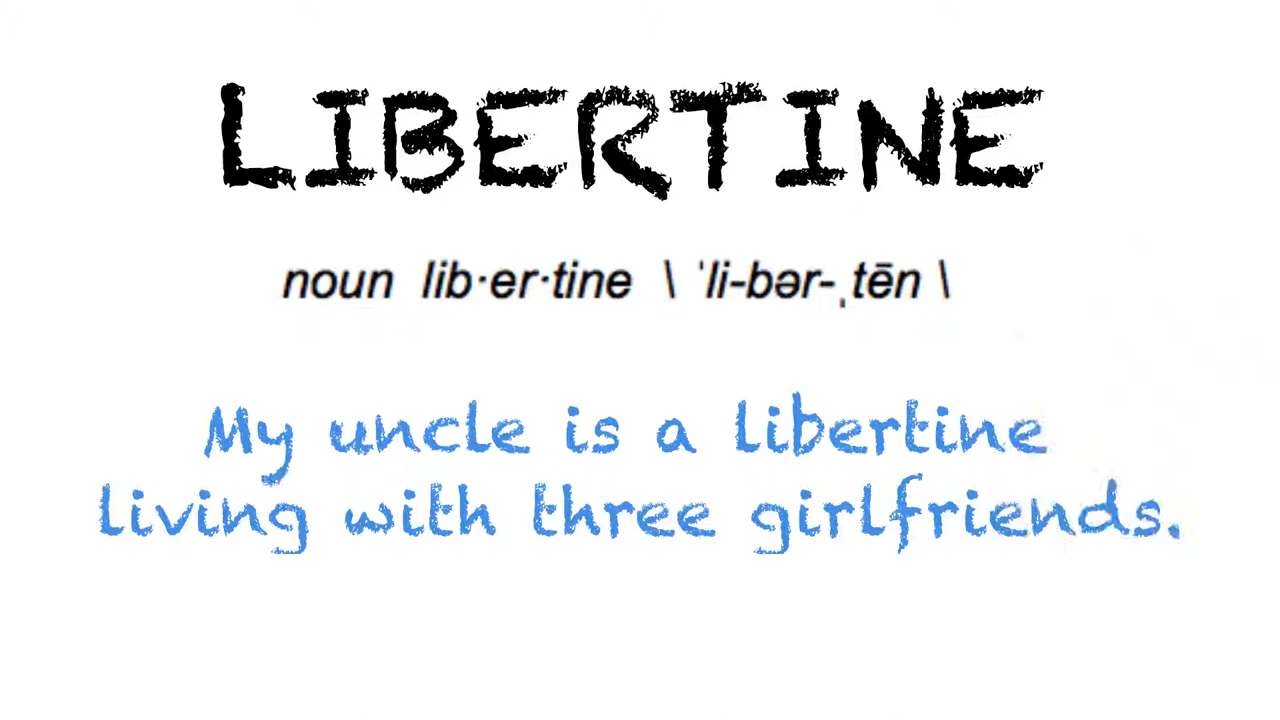 LIBERTINE
noun lib·er·tine \ ˈli-bər-ˌtēn \
My uncle is a libertine
living with three girlfriends.